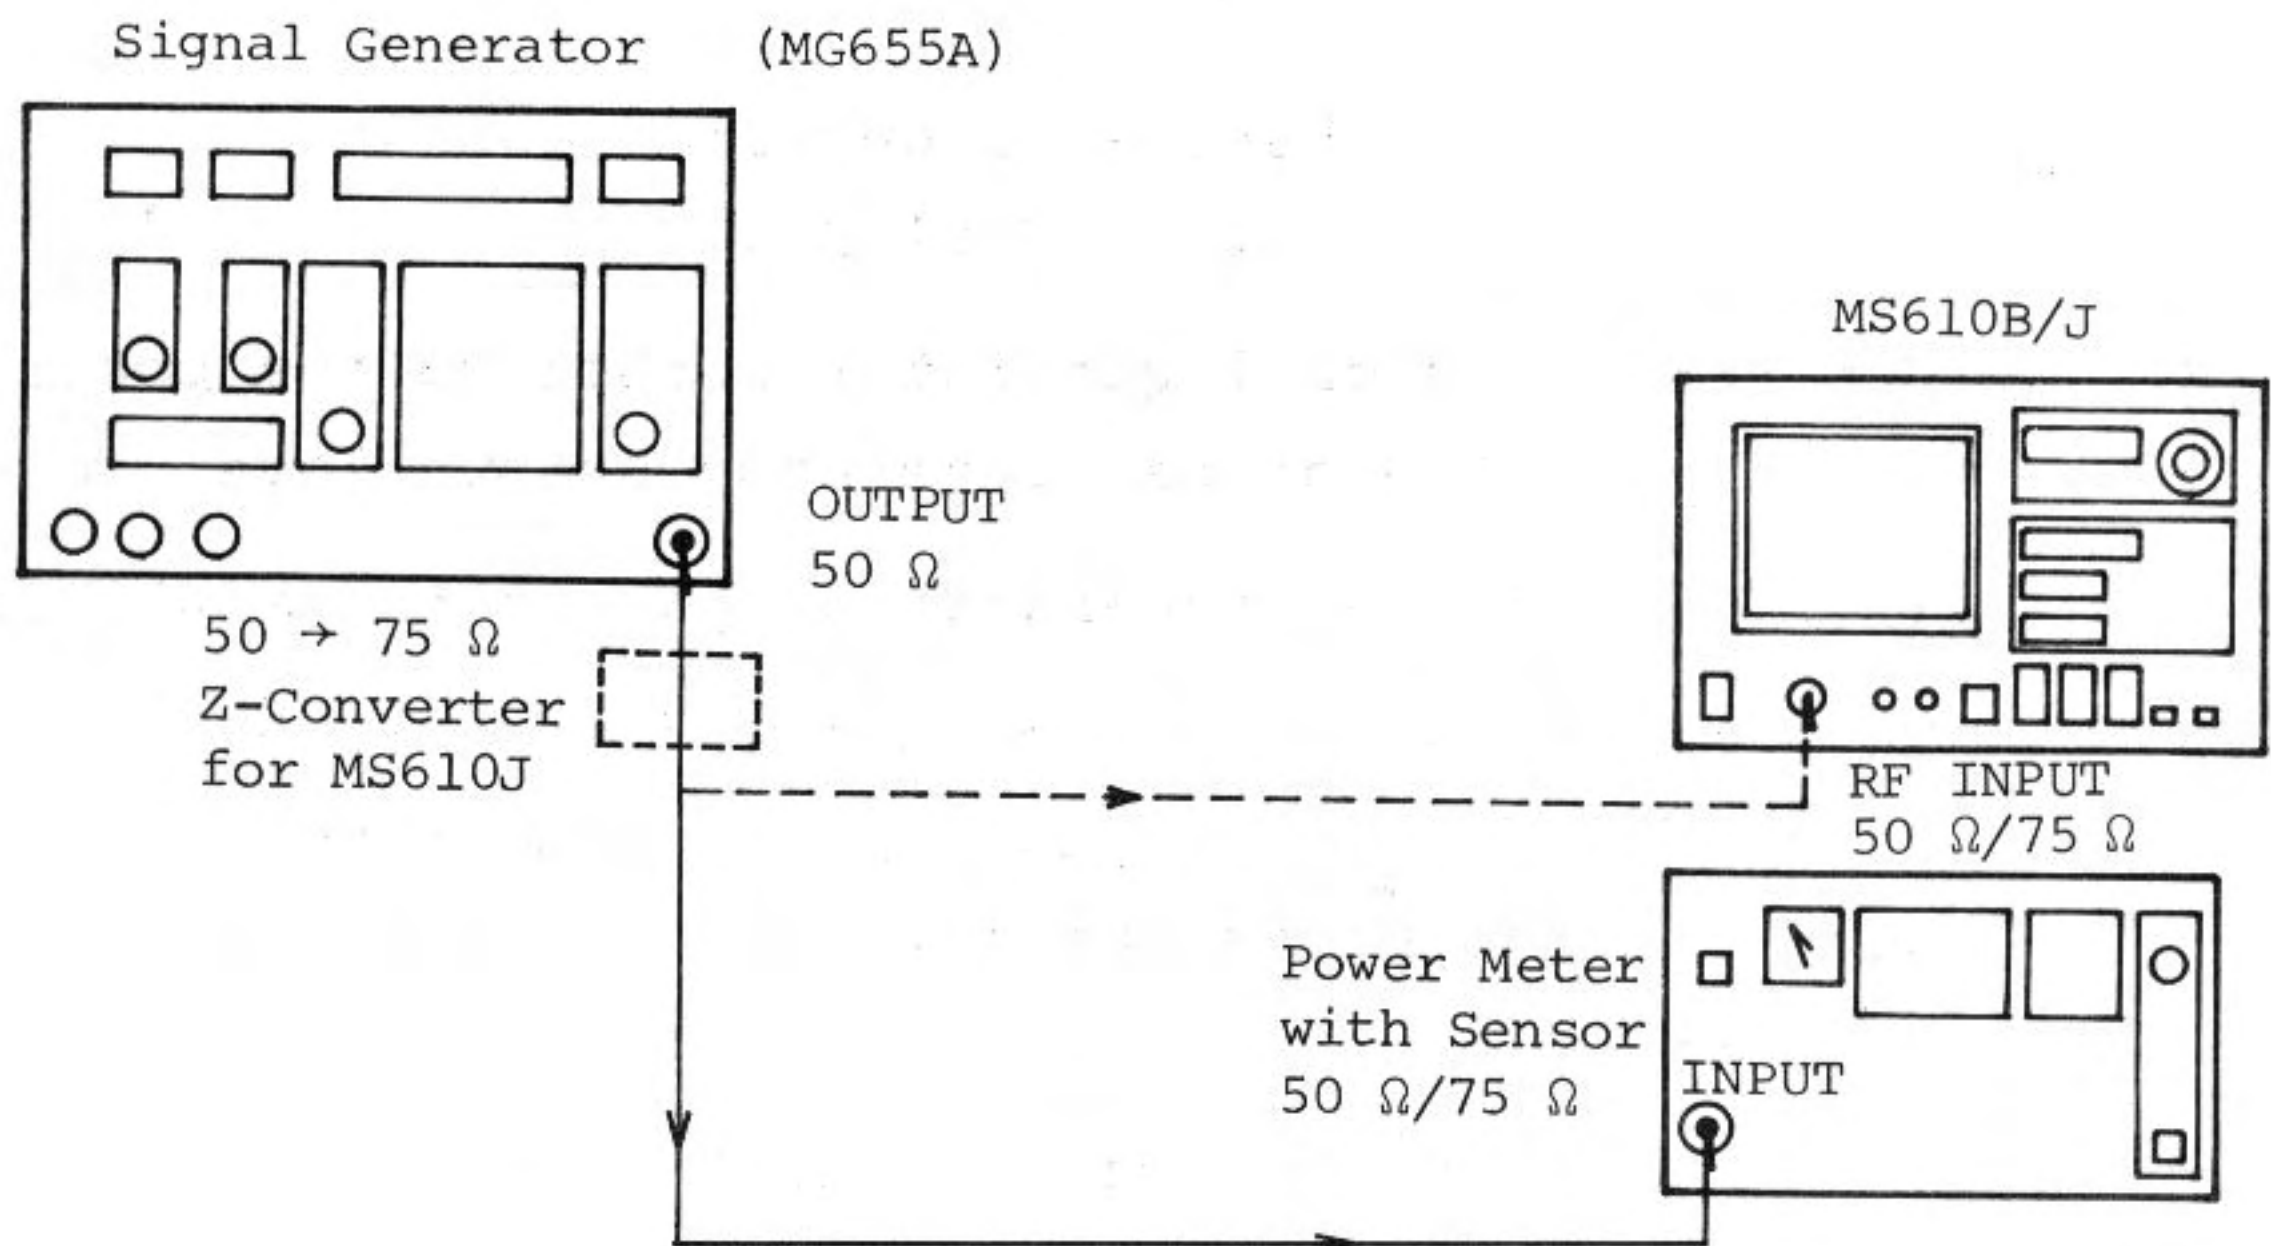 Signal Generator (MG655A)
OUTPUT
50 Ω
50 → 75 Ω
Z-Converter
for MS610J
MS610B/J
RF INPUT
50 Ω/75 Ω
Power Meter
with Sensor
50 Ω/75 Ω
INPUT